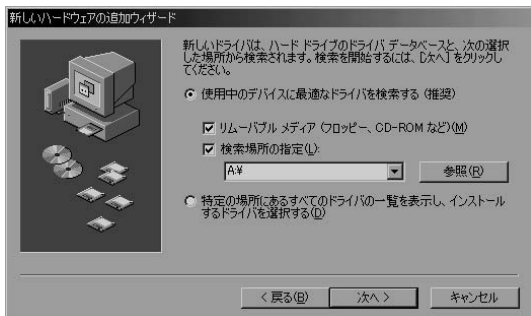 新しいハードウェアの追加ウィザード
新しいドライバは、ハード ドライブのドライバ データベースと、次の選択
した場所から検索されます。検索を開始するには、[次へ] をクリックし
てください。
使用中のデバイスに最適なドライバを検索する (推奨)
リムーバブル メディア (フロッピー、CD-ROM など)(M)
検索場所の指定(L):
A:¥
参照(R)
特定の場所にあるすべてのドライバの一覧を表示し、インストール
するドライバを選択する(D)
< 戻る(B)
次へ >
キャンセル